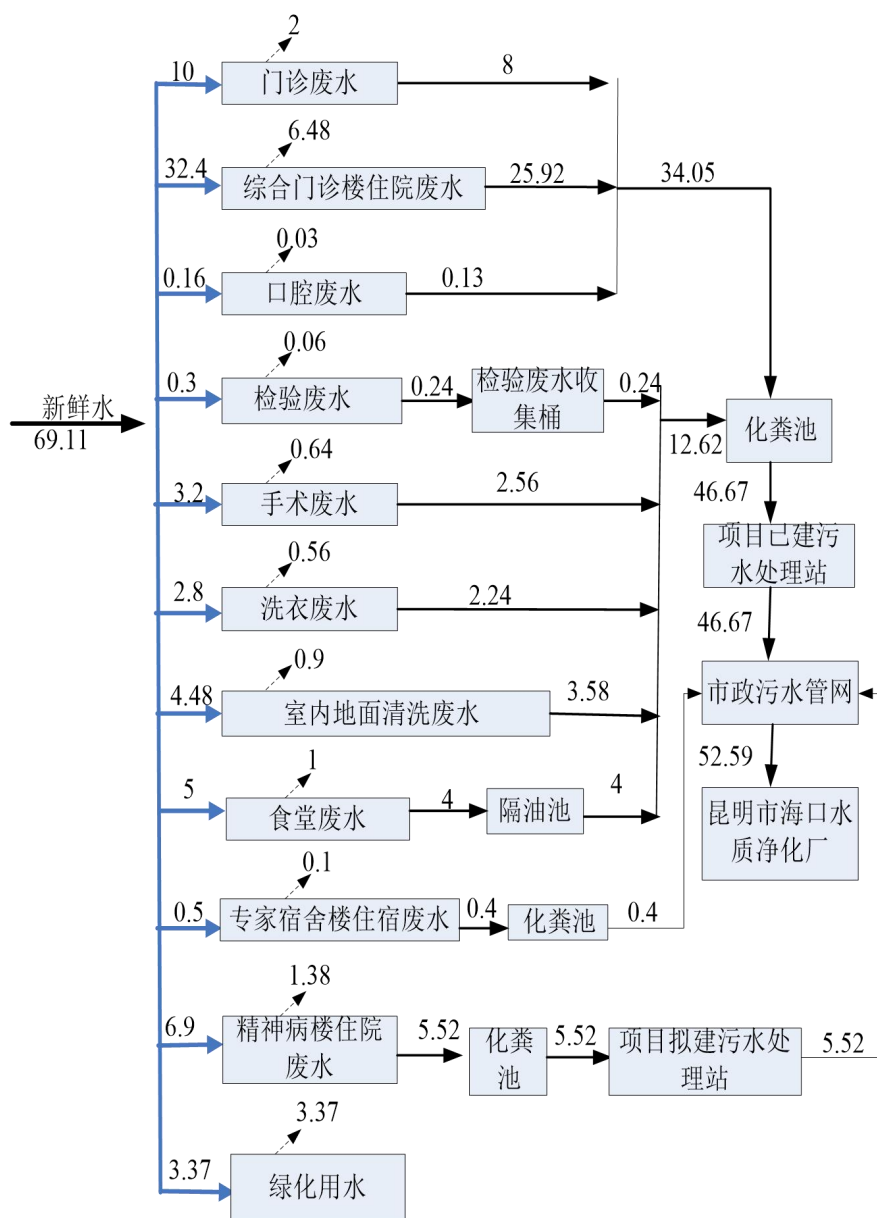 2
10
门诊废水
8
6.48
32.4
综合门诊楼住院废水
25.92
34.05
0.03
0.16
口腔废水
0.13
0.06
0.3
检验废水
0.24
检验废水收
集桶
0.24
新鲜水
69.11
12.62
化粪池
0.64
3.2
手术废水
2.56
46.67
项目已建污
水处理站
0.56
2.8
洗衣废水
2.24
46.67
0.9
4.48
室内地面清洗废水
3.58
市政污水管网
52.59
1
5
食堂废水
4
隔油池
4
昆明市海口水
质净化厂
0.1
0.5
专家宿舍楼住宿废水
0.4
化粪池
0.4
1.38
6.9
精神病楼住院
废水
5.52
化粪
池
5.52
项目拟建污水处
理站
5.52
3.37
3.37
绿化用水